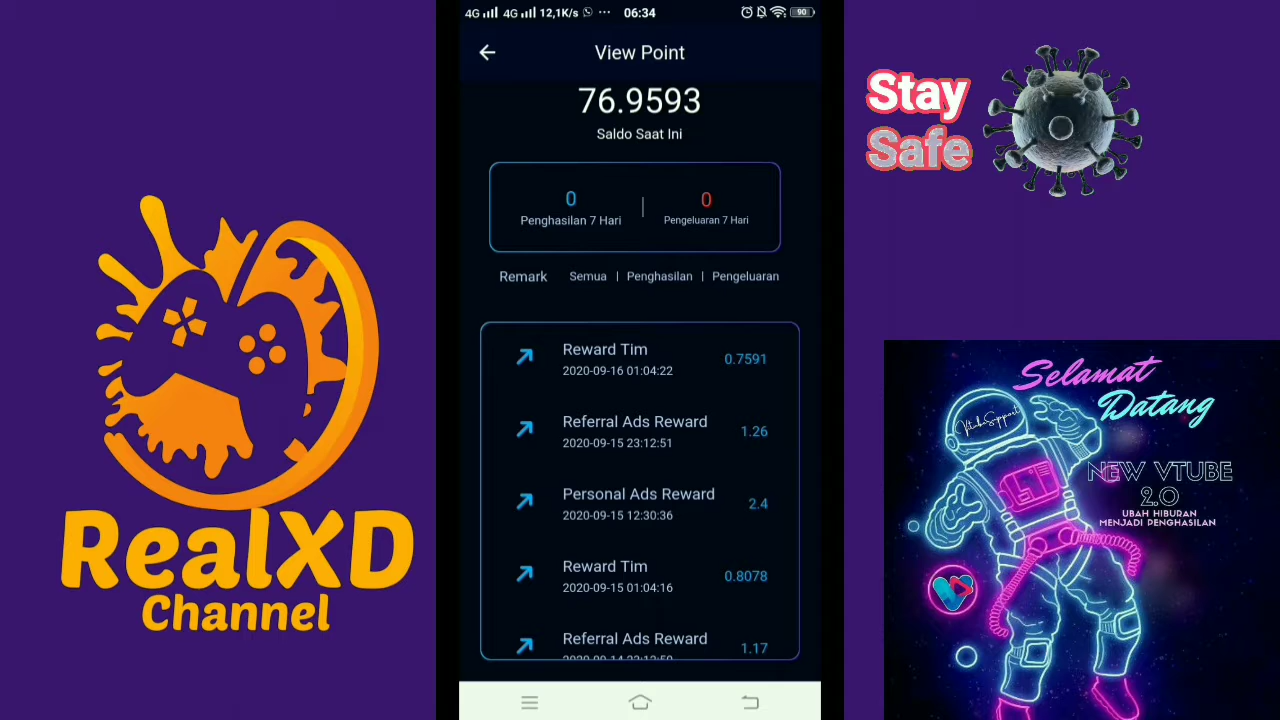 4G 4G 12,1K/s ... 06:34 90
View Point
76.9593
Saldo Saat Ini
0
Penghasilan 7 Hari
0
Pengeluaran 7 Hari
Remark Semua | Penghasilan | Pengeluaran
Reward Tim
2020-09-16 01:04:22
0.7591
Referral Ads Reward
2020-09-15 23:12:51
1.26
Personal Ads Reward
2020-09-15 12:30:36
2.4
Reward Tim
2020-09-15 01:04:16
0.8078
Referral Ads Reward
1.17
RealXD
Channel
Stay
Safe
Selamat
Datang
Vtube Support
NEW VTUBE
2.0
UBAH HIBURAN
MENJADI PENGHASILAN